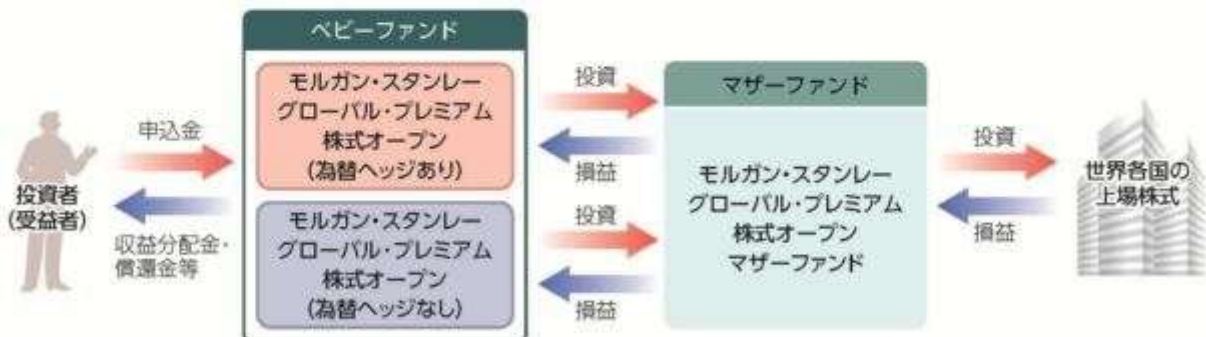 ベビーファンド
モルガン・スタンレー
グローバル・プレミアム
株式オープン
(為替ヘッジあり)
モルガン・スタンレー
グローバル・プレミアム
株式オープン
(為替ヘッジなし)
投資者
(受益者)
申込金
収益分配金・
償還金等
投資
損益
投資
損益
マザーファンド
モルガン・スタンレー
グローバル・プレミアム
株式オープン
マザーファンド
投資
損益
世界各国の
上場株式